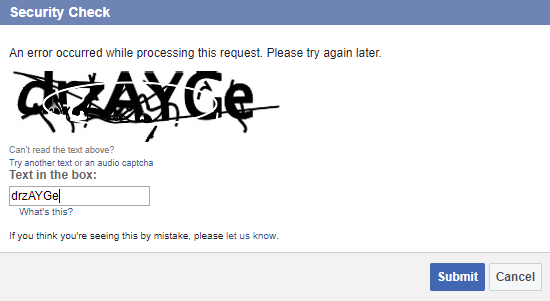 Security Check
An error occurred while processing this request. Please try again later.
drzAYGe
Can't read the text above?
Try another text or an audio captcha
Text in the box:
drzAYGe
What's this?
If you think you're seeing this by mistake, please let us know.
Submit Cancel